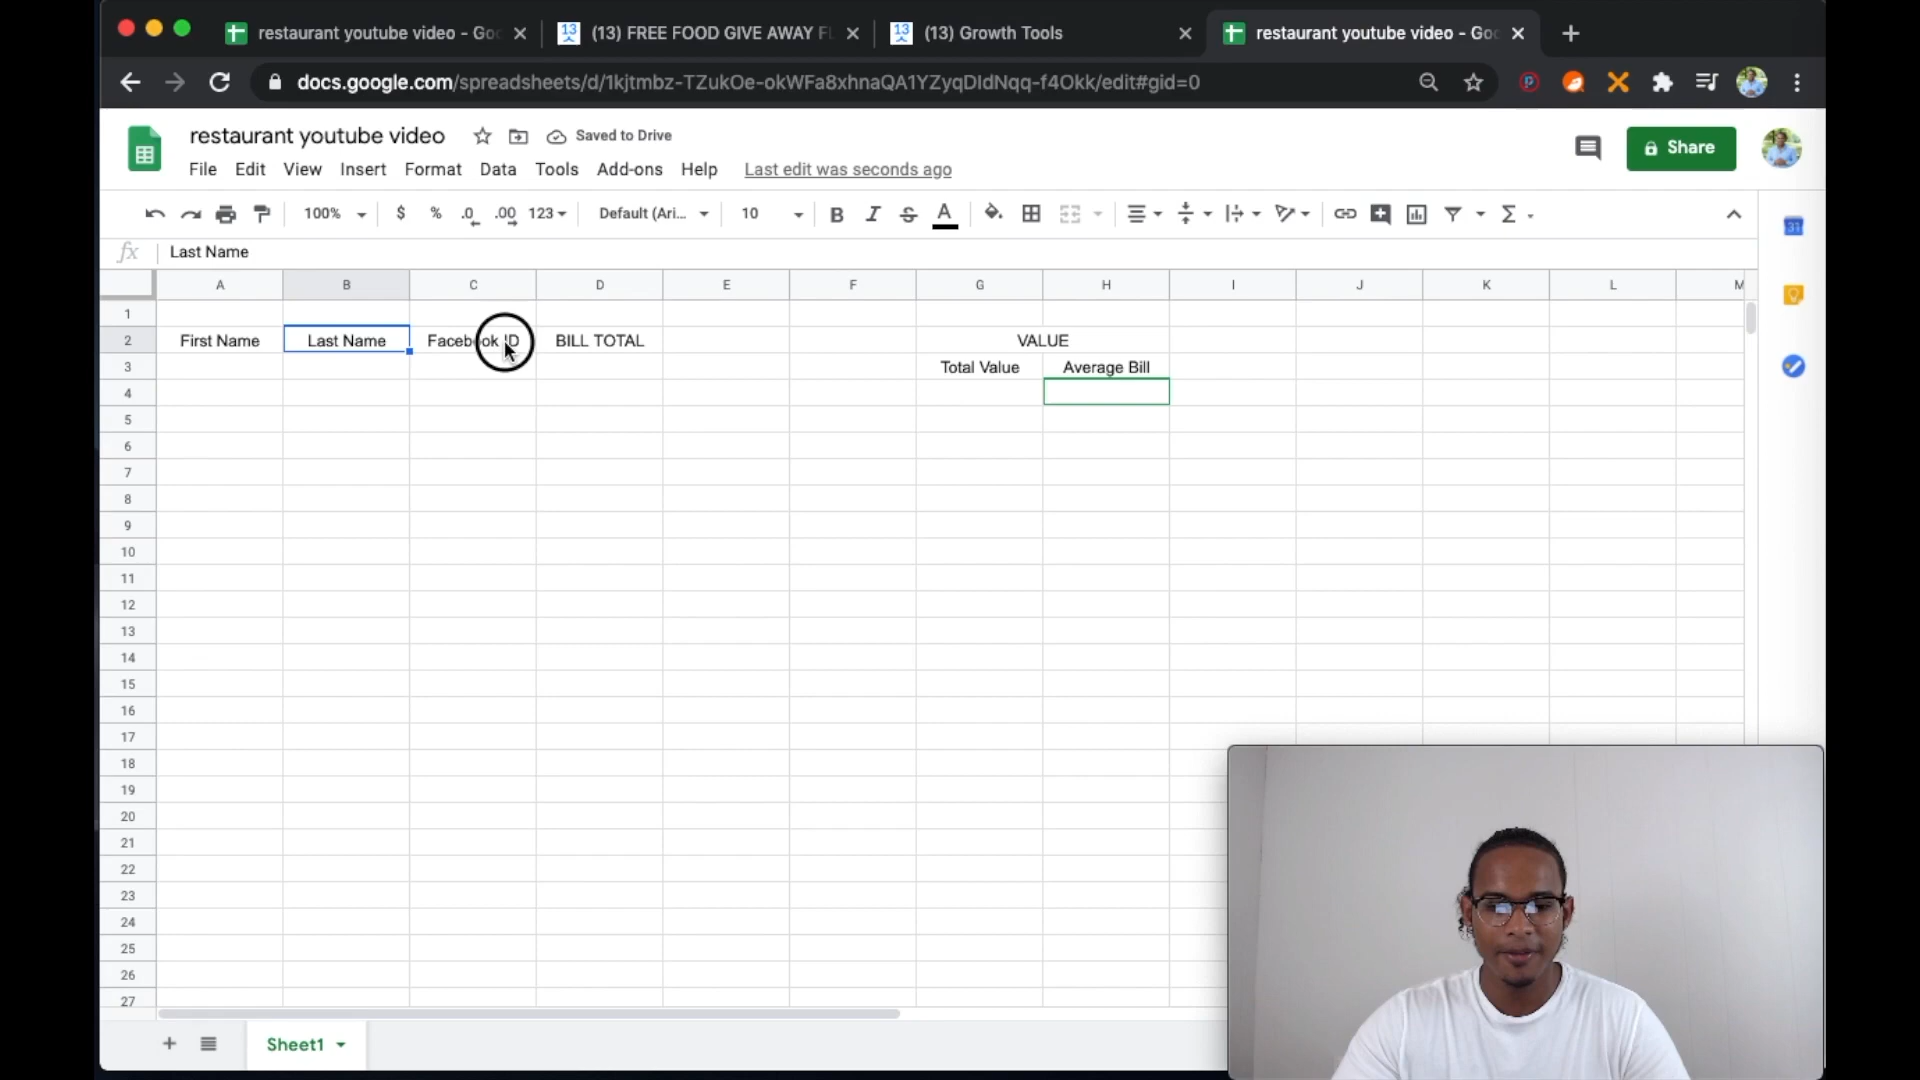 restaurant youtube video - Goo
(13) FREE FOOD GIVE AWAY FL
(13) Growth Tools
restaurant youtube video - Goo
docs.google.com/spreadsheets/d/1kjtmbz-TZukOe-okWFa8xhnaQA1YZyqDIdNqq-f4Okk/edit#gid=0
restaurant youtube video
Saved to Drive
Share
File Edit View Insert Format Data Tools Add-ons Help Last edit was seconds ago
100% $ % .0 .00 123 Default (Ari... 10 B I S A Σ
31
fx Last Name
A B C D E F G H I J K L M
1
2 First Name Last Name Facebook ID BILL TOTAL VALUE
3 Total Value Average Bill
4
5
6
7
8
9
10
11
12
13
14
15
16
17
18
19
20
21
22
23
24
25
26
27
+ Sheet1